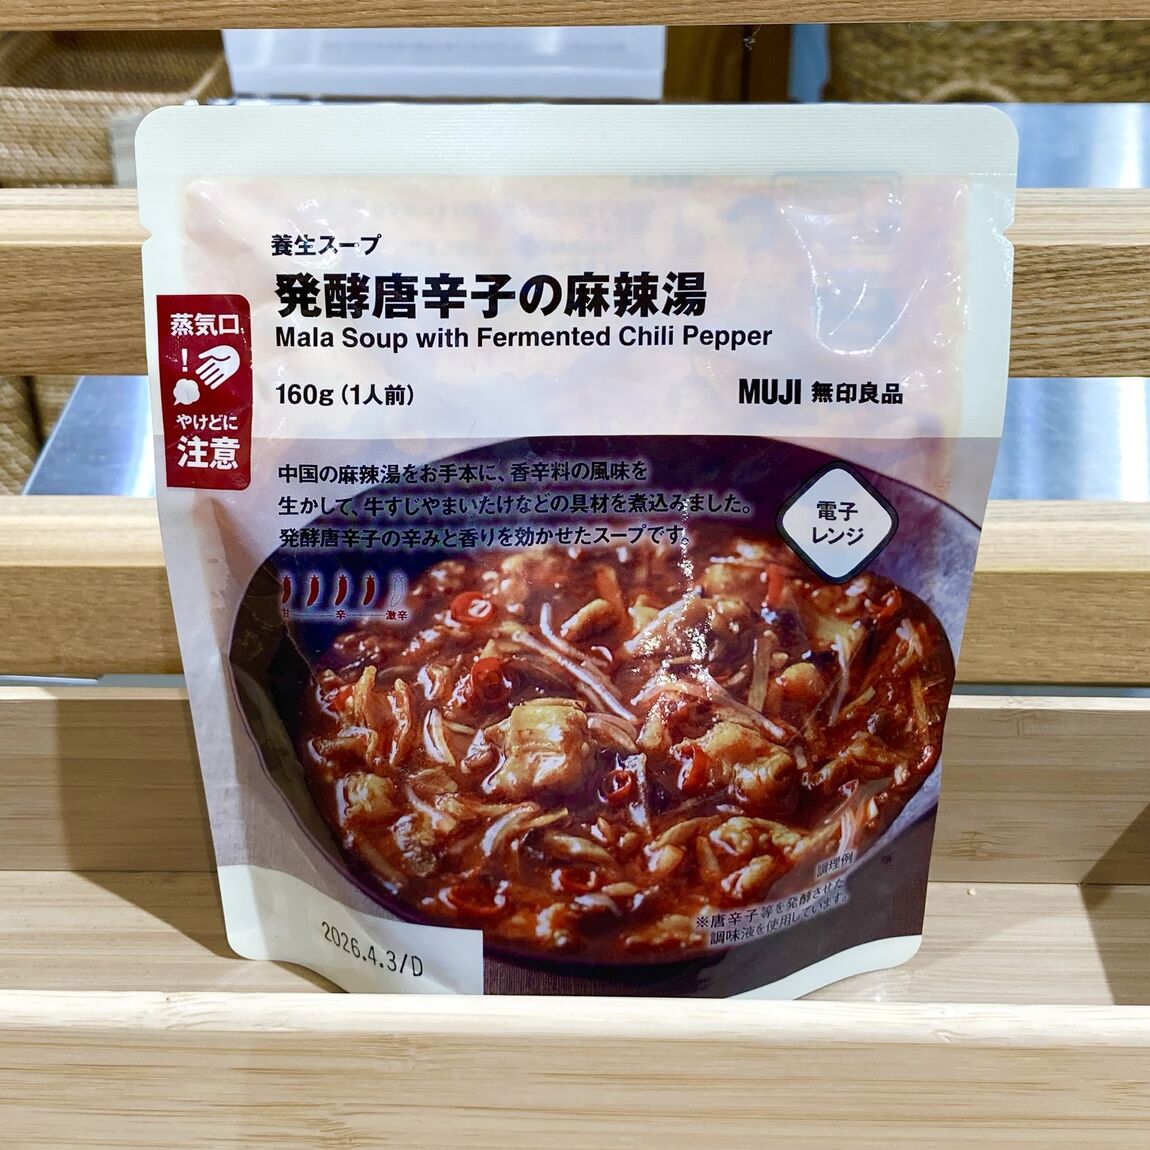 養生スープ
発酵唐辛子の麻辣湯
Mala Soup with Fermented Chili Pepper
160g（1人前）
MUJI 無印良品
蒸気口
!
やけどに
注意
中国の麻辣湯をお手本に、香辛料の風味を
生かして、牛すじやまいたけなどの具材を煮込みました。
発酵唐辛子の辛みと香りを効かせたスープです。
電子
レンジ
甘 辛 激辛
調理例
※唐辛子等を発酵させた
調味液を使用しています。
2026.4.3/D